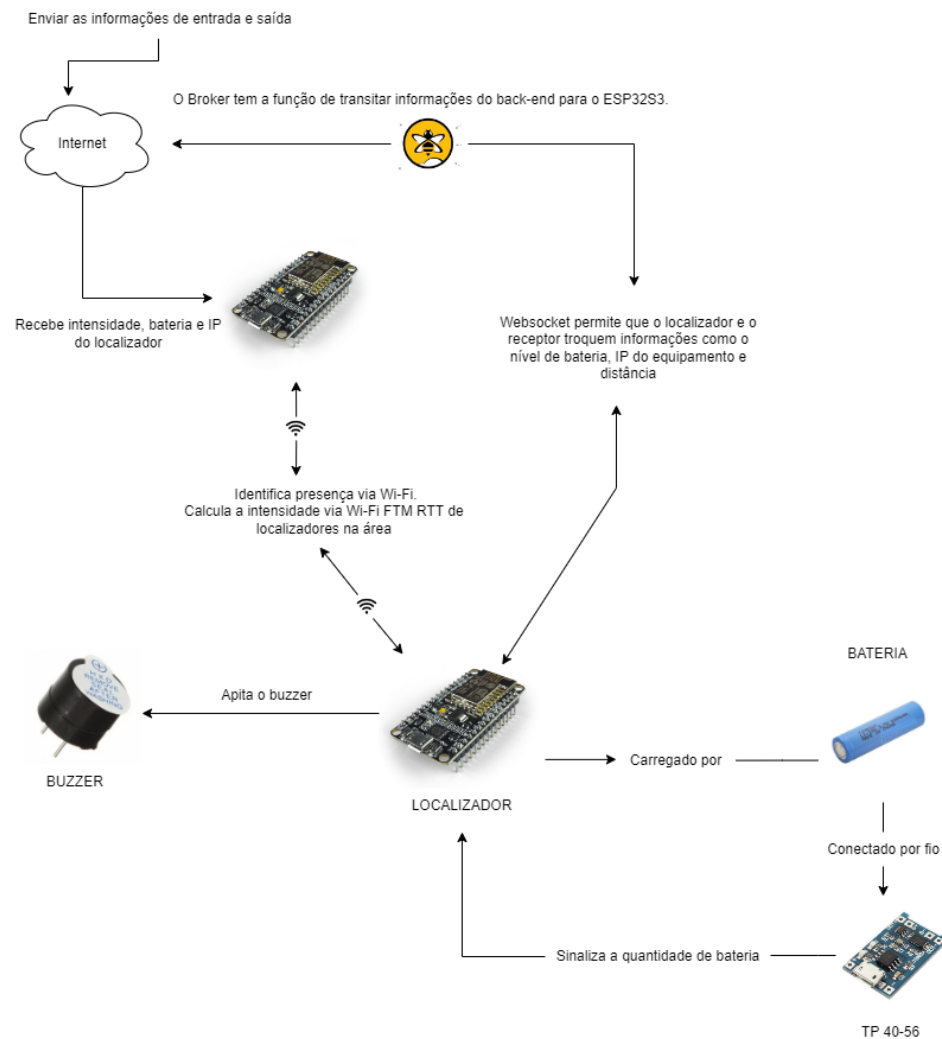 Enviar as informações de entrada e saída
O Broker tem a função de transitar informações do back-end para o ESP32S3.
Internet
Recebe intensidade, bateria e IP
do localizador
Websocket permite que o localizador e o
receptor troquem informações como o
nível de bateria, IP do equipamento e
distância
Identifica presença via Wi-Fi.
Calcula a intensidade via Wi-Fi FTM RTT de
localizadores na área
BATERIA
Apita o buzzer
BUZZER
Carregado por
LOCALIZADOR
Conectado por fio
Sinaliza a quantidade de bateria
TP 40-56